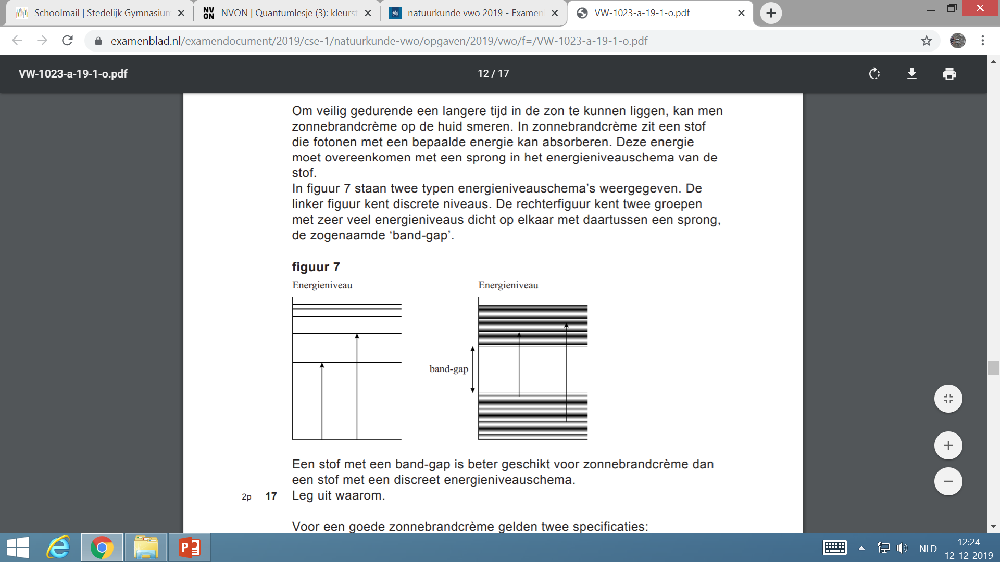 Schoolmail | Stedelijk Gymnasium
NVON | Quantumlesje (3): kleurst
natuurkunde vwo 2019 - Examen
VW-1023-a-19-1-o.pdf
examenblad.nl/examendocument/2019/cse-1/natuurkunde-vwo/opgaven/2019/vwo/f=/VW-1023-a-19-1-o.pdf
VW-1023-a-19-1-o.pdf
12 / 17
Om veilig gedurende een langere tijd in de zon te kunnen liggen, kan men
zonnebrandcrème op de huid smeren. In zonnebrandcrème zit een stof
die fotonen met een bepaalde energie kan absorberen. Deze energie
moet overeenkomen met een sprong in het energieniveauschema van de
stof.
In figuur 7 staan twee typen energieniveauschema’s weergegeven. De
linker figuur kent discrete niveaus. De rechterfiguur kent twee groepen
met zeer veel energieniveaus dicht op elkaar met daartussen een sprong,
de zogenaamde ‘band-gap’.
figuur 7
Energieniveau
Energieniveau
band-gap
Een stof met een band-gap is beter geschikt voor zonnebrandcrème dan
een stof met een discreet energieniveauschema.
2p 17 Leg uit waarom.
Voor een goede zonnebrandcrème gelden twee specificaties:
NLD
12:24
12-12-2019